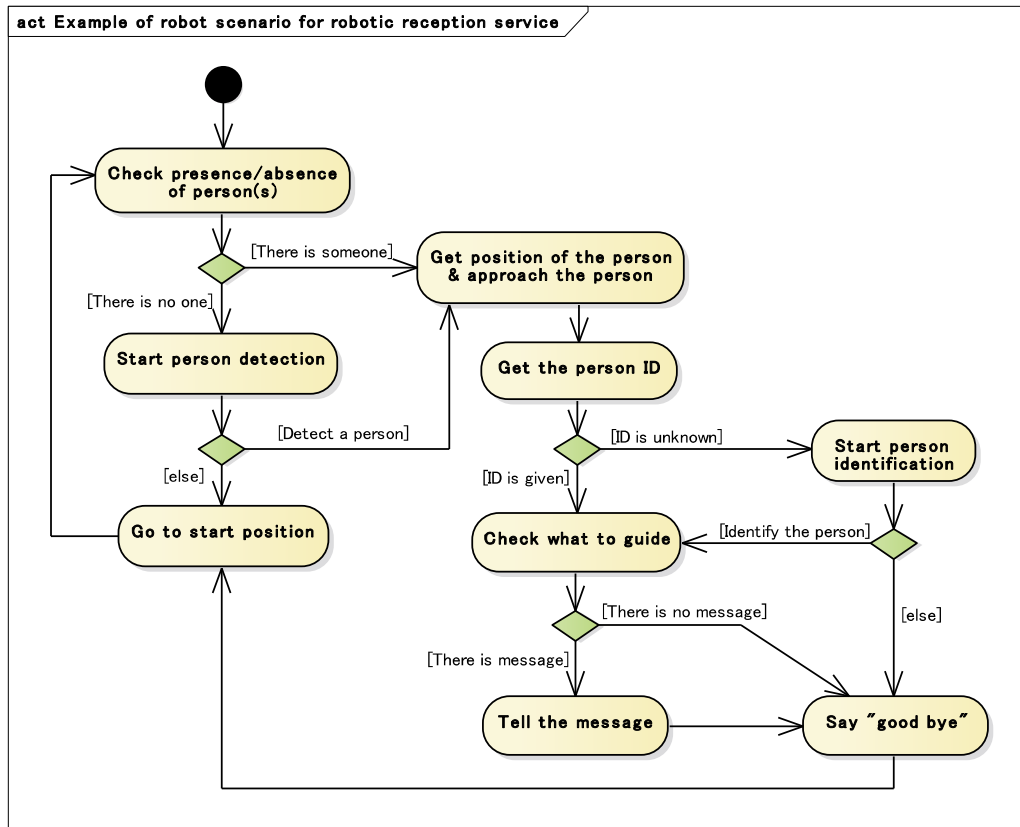 act Example of robot scenario for robotic reception service
Check presence/absence
of person(s)
[There is someone]
Get position of the person
& approach the person
[There is no one]
Start person detection
Get the person ID
[Detect a person]
[ID is unknown]
Start person
identification
[else]
[ID is given]
Go to start position
Check what to guide
[Identify the person]
[There is no message]
[else]
[There is message]
Tell the message
Say "good bye"